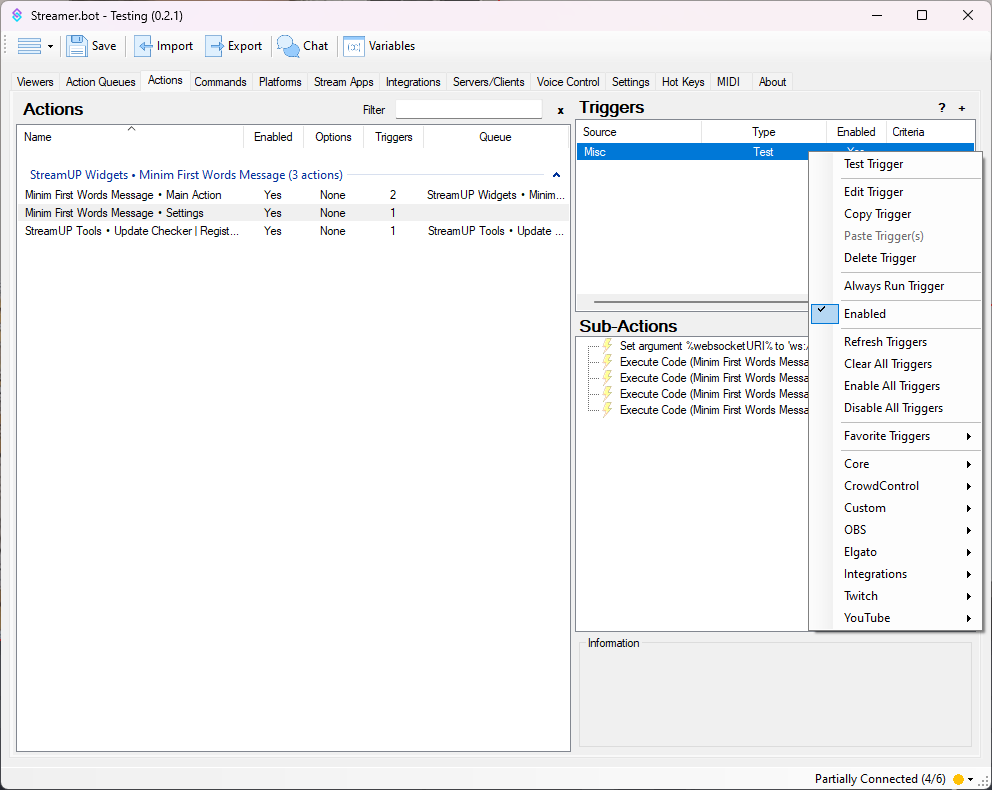 Streamer.bot - Testing (0.2.1)
Save Import Export Chat Variables
Viewers Action Queues Actions Commands Platforms Stream Apps Integrations Servers/Clients Voice Control Settings Hot Keys MIDI About
Actions Filter x
Name Enabled Options Triggers Queue
StreamUP Widgets • Minim First Words Message (3 actions)
Minim First Words Message • Main Action Yes None 2 StreamUP Widgets • Minim...
Minim First Words Message • Settings Yes None 1
StreamUP Tools • Update Checker | Regist... Yes None 1 StreamUP Tools • Update ...
Triggers ? +
Source Type Enabled Criteria
Misc Test Yes
Sub-Actions
Set argument %websocketURI% to 'ws:/
Execute Code (Minim First Words Messa
Execute Code (Minim First Words Messa
Execute Code (Minim First Words Messa
Execute Code (Minim First Words Messa
Test Trigger
Edit Trigger
Copy Trigger
Paste Trigger(s)
Delete Trigger
Always Run Trigger
Enabled
Refresh Triggers
Clear All Triggers
Enable All Triggers
Disable All Triggers
Favorite Triggers
Core
CrowdControl
Custom
OBS
Elgato
Integrations
Twitch
YouTube
Information
Partially Connected (4/6)